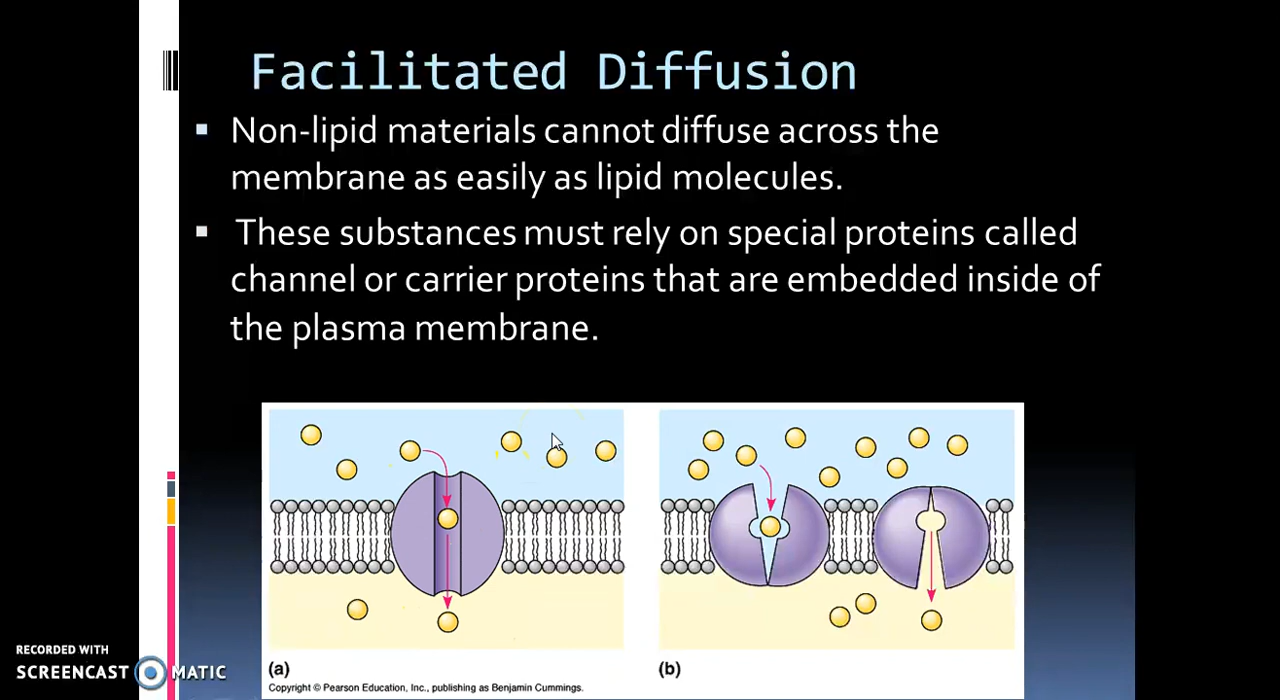 Facilitated Diffusion
▪ Non-lipid materials cannot diffuse across the
membrane as easily as lipid molecules.
▪ These substances must rely on special proteins called
channel or carrier proteins that are embedded inside of
the plasma membrane.
(a)
(b)
Copyright © Pearson Education, Inc., publishing as Benjamin Cummings.
RECORDED WITH
SCREENCAST MATIC